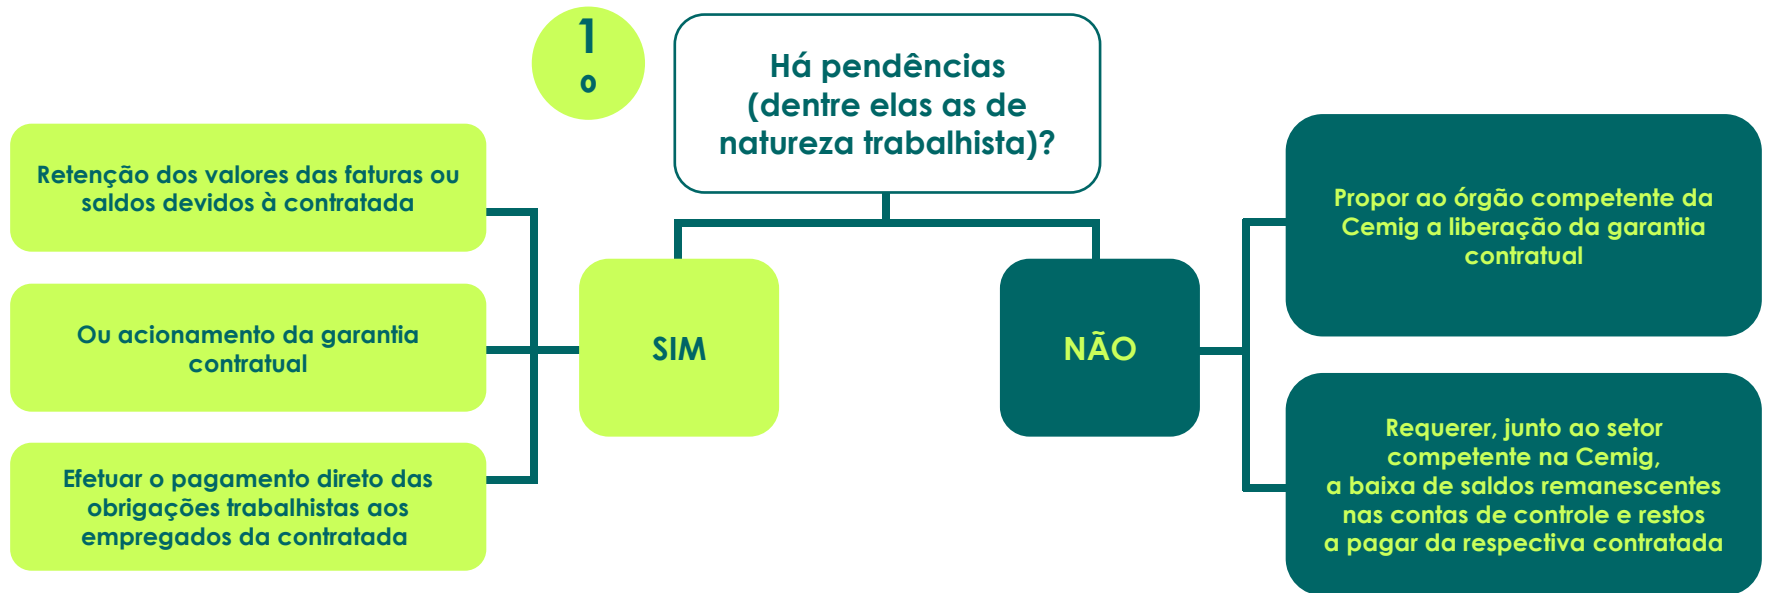 1
º
Há pendências
(dentre elas as de
natureza trabalhista)?
SIM
Retenção dos valores das faturas ou
saldos devidos à contratada
Ou acionamento da garantia
contratual
Efetuar o pagamento direto das
obrigações trabalhistas aos
empregados da contratada
NÃO
Propor ao órgão competente da
Cemig a liberação da garantia
contratual
Requerer, junto ao setor
competente na Cemig,
a baixa de saldos remanescentes
nas contas de controle e restos
a pagar da respectiva contratada